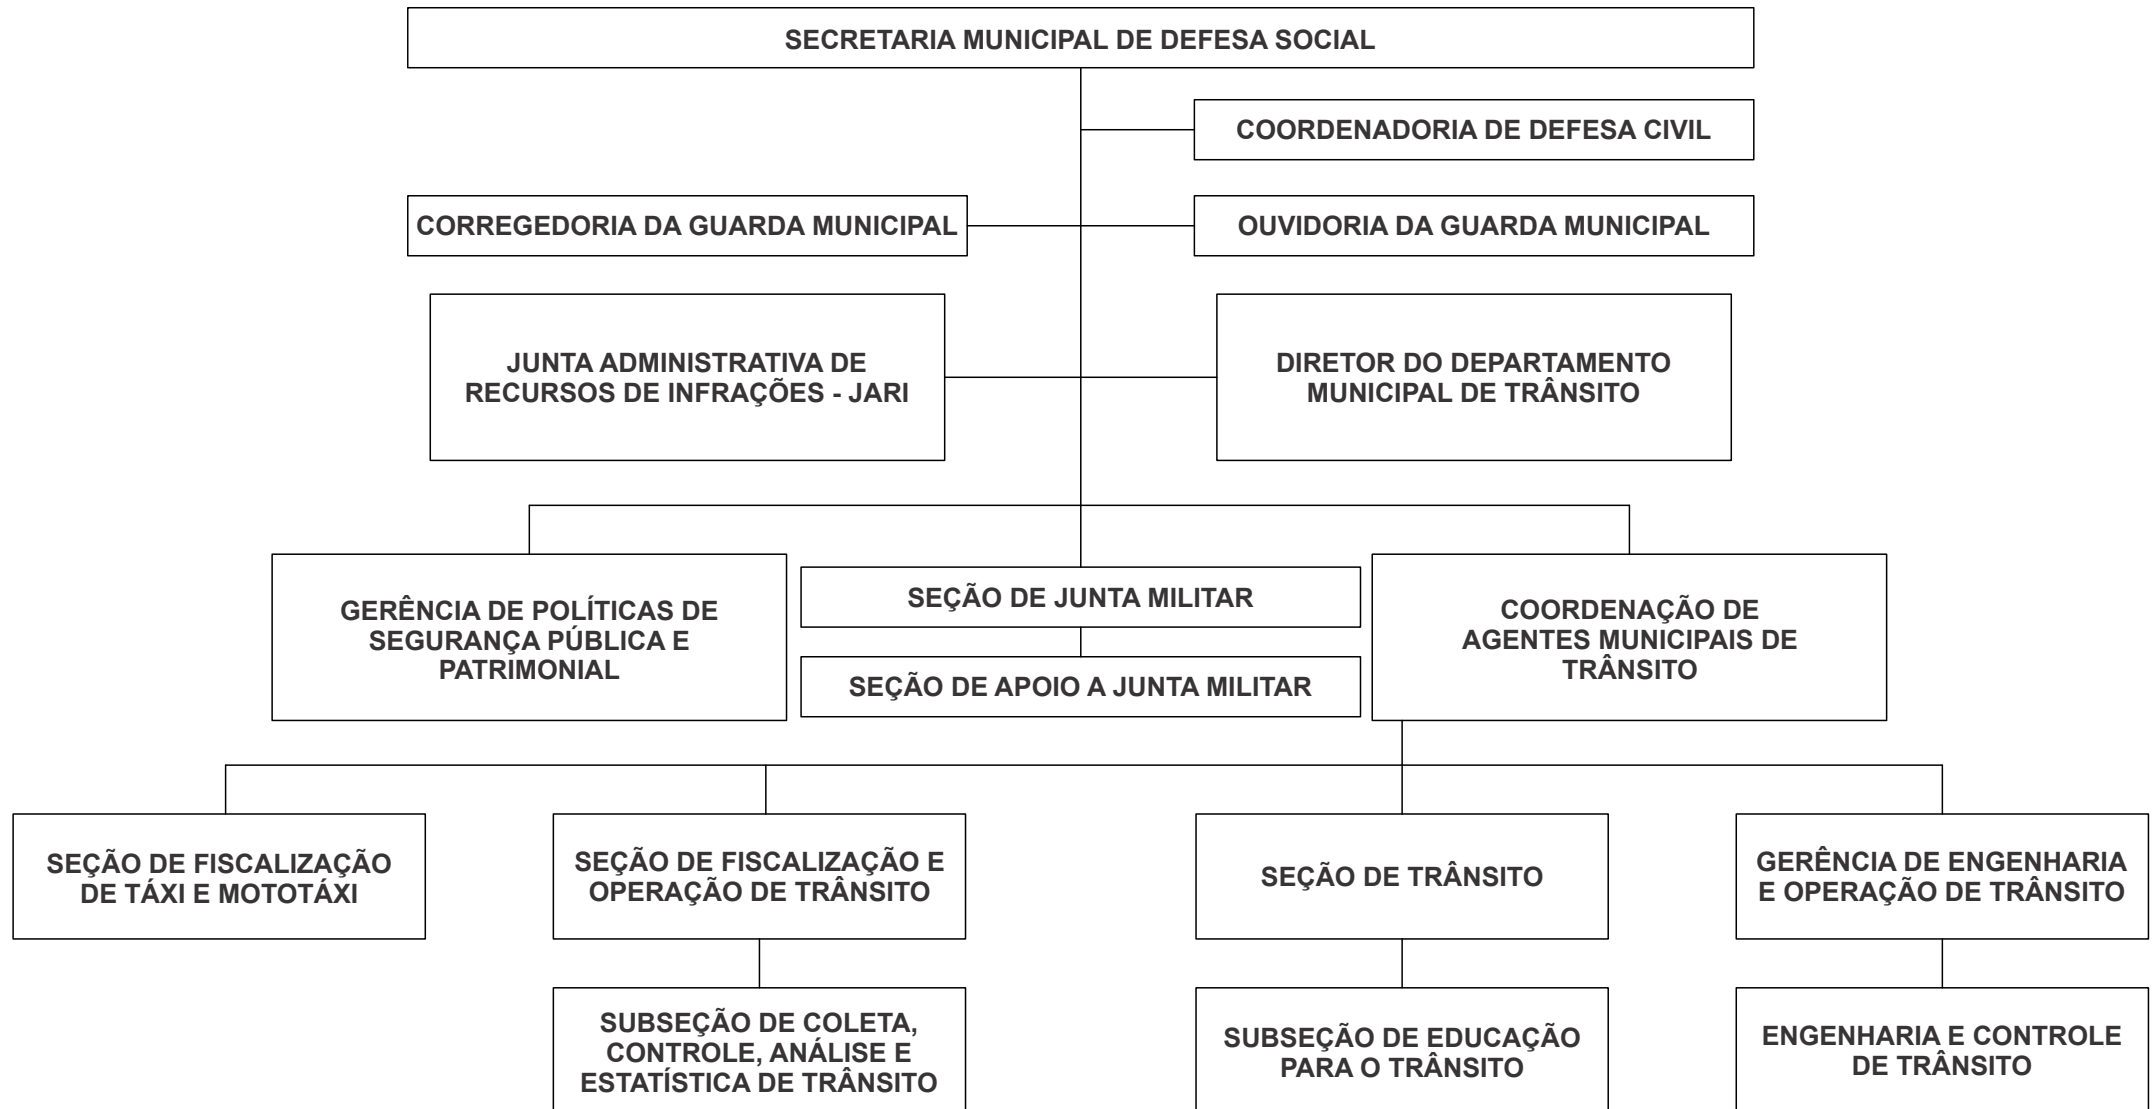 SECRETARIA MUNICIPAL DE DEFESA SOCIAL
COORDENADORIA DE DEFESA CIVIL
CORREGEDORIA DA GUARDA MUNICIPAL
OUVIDORIA DA GUARDA MUNICIPAL
JUNTA ADMINISTRATIVA DE
RECURSOS DE INFRAÇÕES - JARI
DIRETOR DO DEPARTAMENTO
MUNICIPAL DE TRÂNSITO
GERÊNCIA DE POLÍTICAS DE
SEGURANÇA PÚBLICA E
PATRIMONIAL
SEÇÃO DE JUNTA MILITAR
SEÇÃO DE APOIO A JUNTA MILITAR
COORDENAÇÃO DE
AGENTES MUNICIPAIS DE
TRÂNSITO
SEÇÃO DE FISCALIZAÇÃO
DE TÁXI E MOTOTÁXI
SEÇÃO DE FISCALIZAÇÃO E
OPERAÇÃO DE TRÂNSITO
SEÇÃO DE TRÂNSITO
GERÊNCIA DE ENGENHARIA
E OPERAÇÃO DE TRÂNSITO
SUBSEÇÃO DE COLETA,
CONTROLE, ANÁLISE E
ESTATÍSTICA DE TRÂNSITO
SUBSEÇÃO DE EDUCAÇÃO
PARA O TRÂNSITO
ENGENHARIA E CONTROLE
DE TRÂNSITO